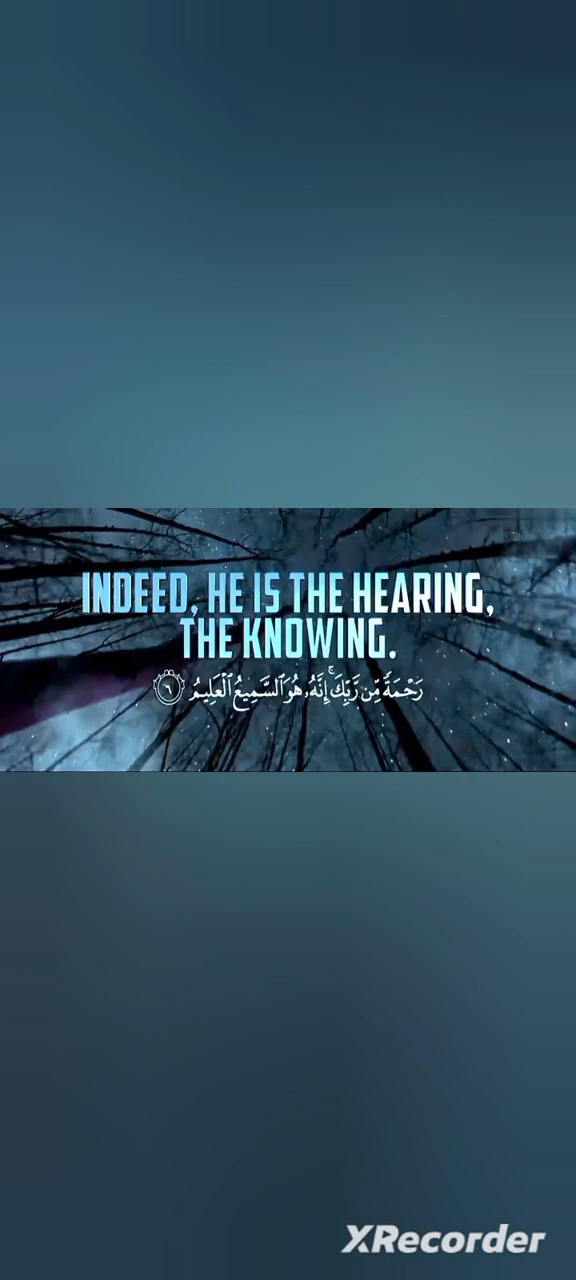 INDEED, HE IS THE HEARING,
THE KNOWING.
رَحْمَةً مِّن رَّبِّكَ ۚ إِنَّهُۥ هُوَ ٱلسَّمِيعُ ٱلْعَلِيمُ ٦
XRecorder